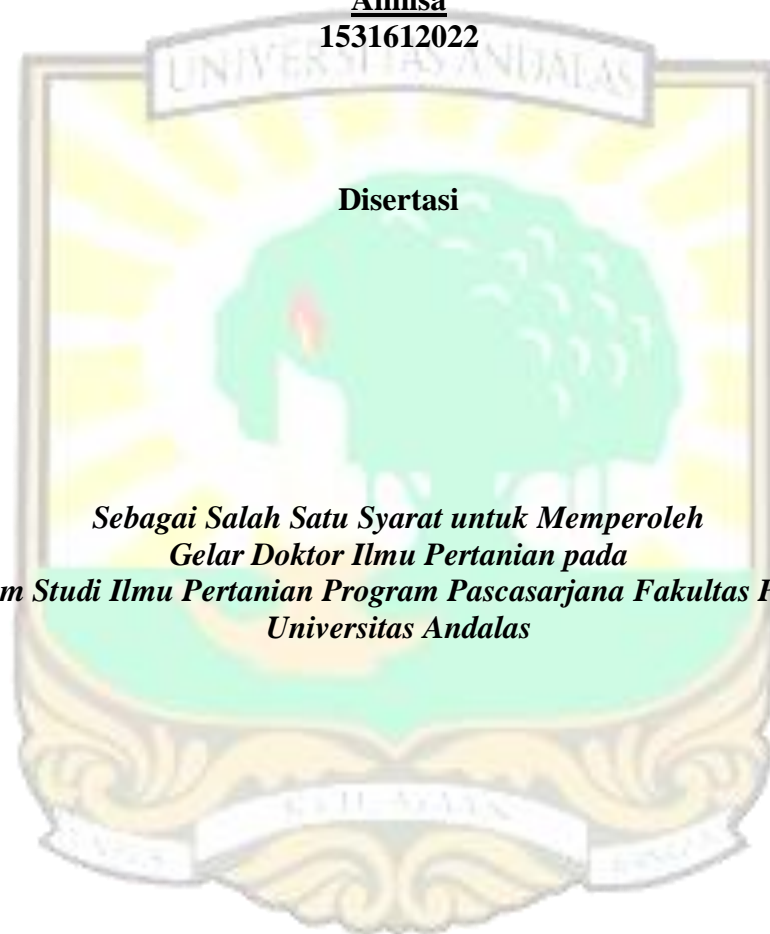 1531612022
UNIVERSITAS ANDALAS
Disertasi
Sebagai Salah Satu Syarat untuk Memperoleh
Gelar Doktor Ilmu Pertanian pada
m Studi Ilmu Pertanian Program Pascasarjana Fakultas P
Universitas Andalas